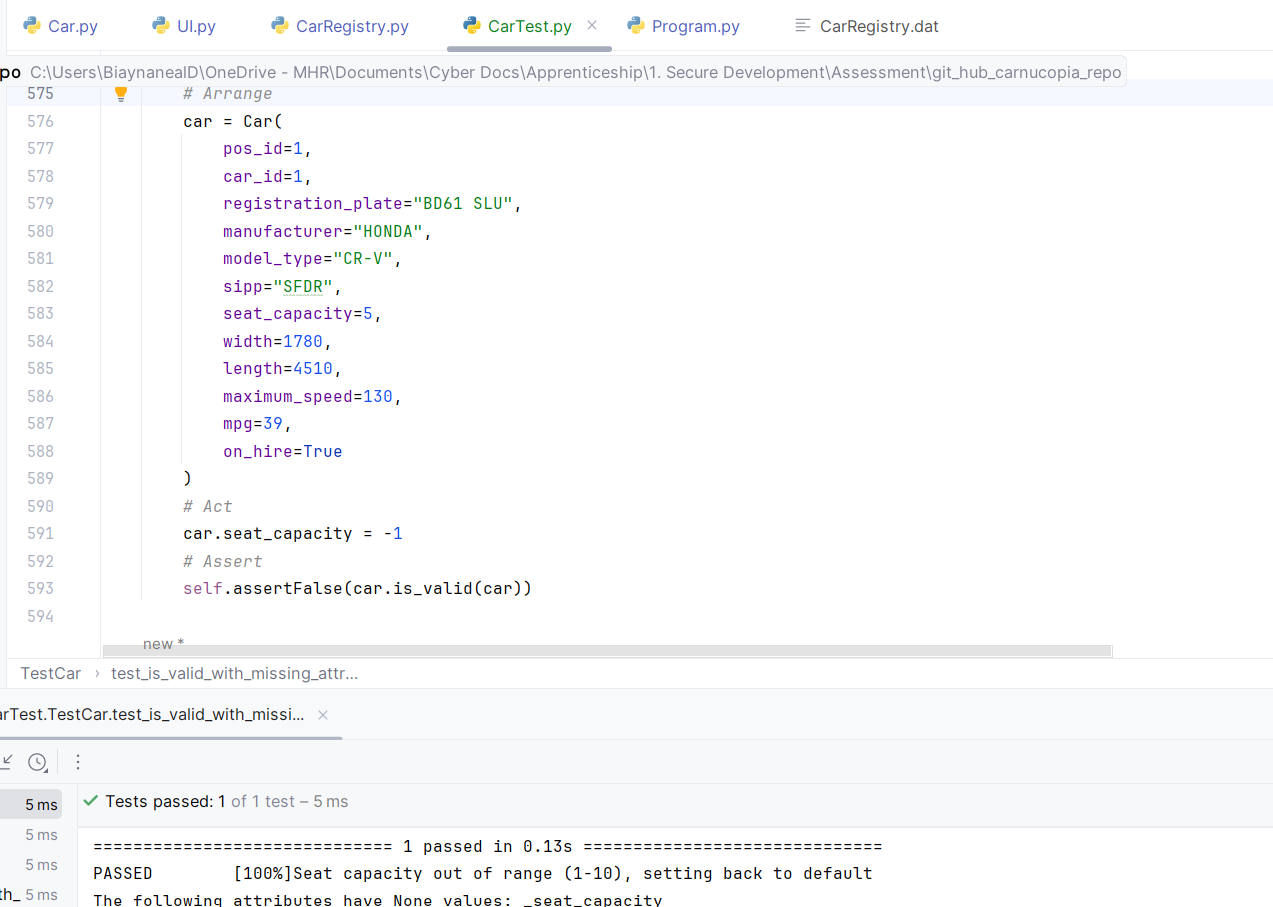 Car.py UI.py CarRegistry.py CarTest.py Program.py CarRegistry.dat
po C:\Users\BiaynanealD\OneDrive - MHR\Documents\Cyber Docs\Apprenticeship\1. Secure Development\Assessment\git_hub_carnucopia_repo
575 # Arrange
576 car = Car(
577 pos_id=1,
578 car_id=1,
579 registration_plate="BD61 SLU",
580 manufacturer="HONDA",
581 model_type="CR-V",
582 sipp="SFDR",
583 seat_capacity=5,
584 width=1780,
585 length=4510,
586 maximum_speed=130,
587 mpg=39,
588 on_hire=True
589 )
590 # Act
591 car.seat_capacity = -1
592 # Assert
593 self.assertFalse(car.is_valid(car))
594
new *
TestCar › test_is_valid_with_missing_attr...
arTest.TestCar.test_is_valid_with_missi...
5 ms Tests passed: 1 of 1 test – 5 ms
5 ms ============================== 1 passed in 0.13s ==============================
5 ms PASSED [100%]Seat capacity out of range (1-10), setting back to default
th_ 5 ms The following attributes have None values: _seat_capacity